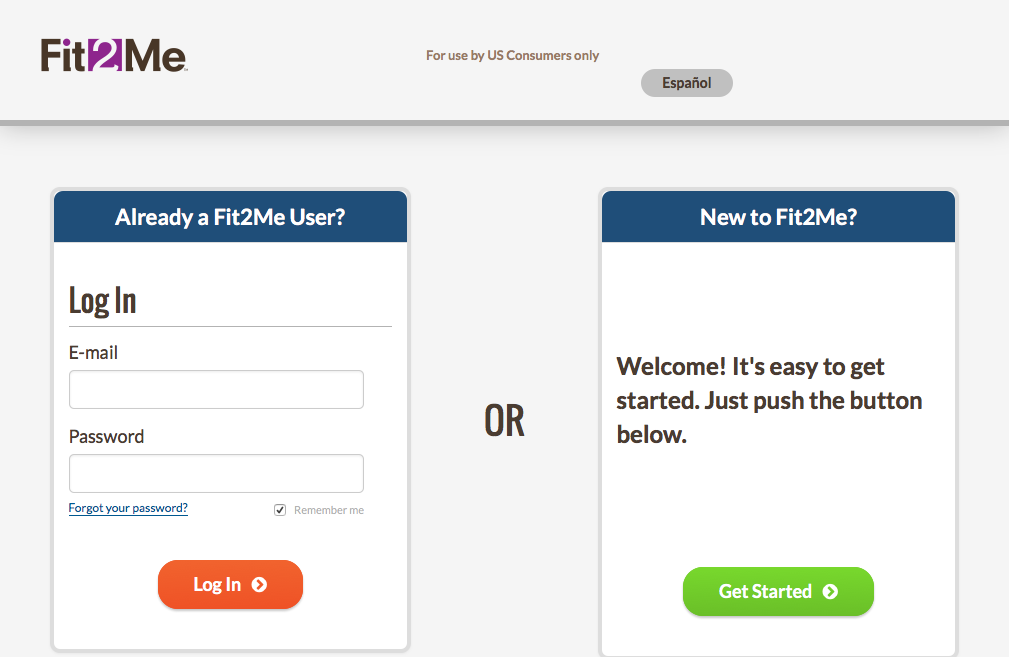 Fit2Me
For use by US Consumers only
Español
Already a Fit2Me User?
Log In
E-mail
Password
Forgot your password?
Remember me
Log In
OR
New to Fit2Me?
Welcome! It's easy to get
started. Just push the button
below.
Get Started